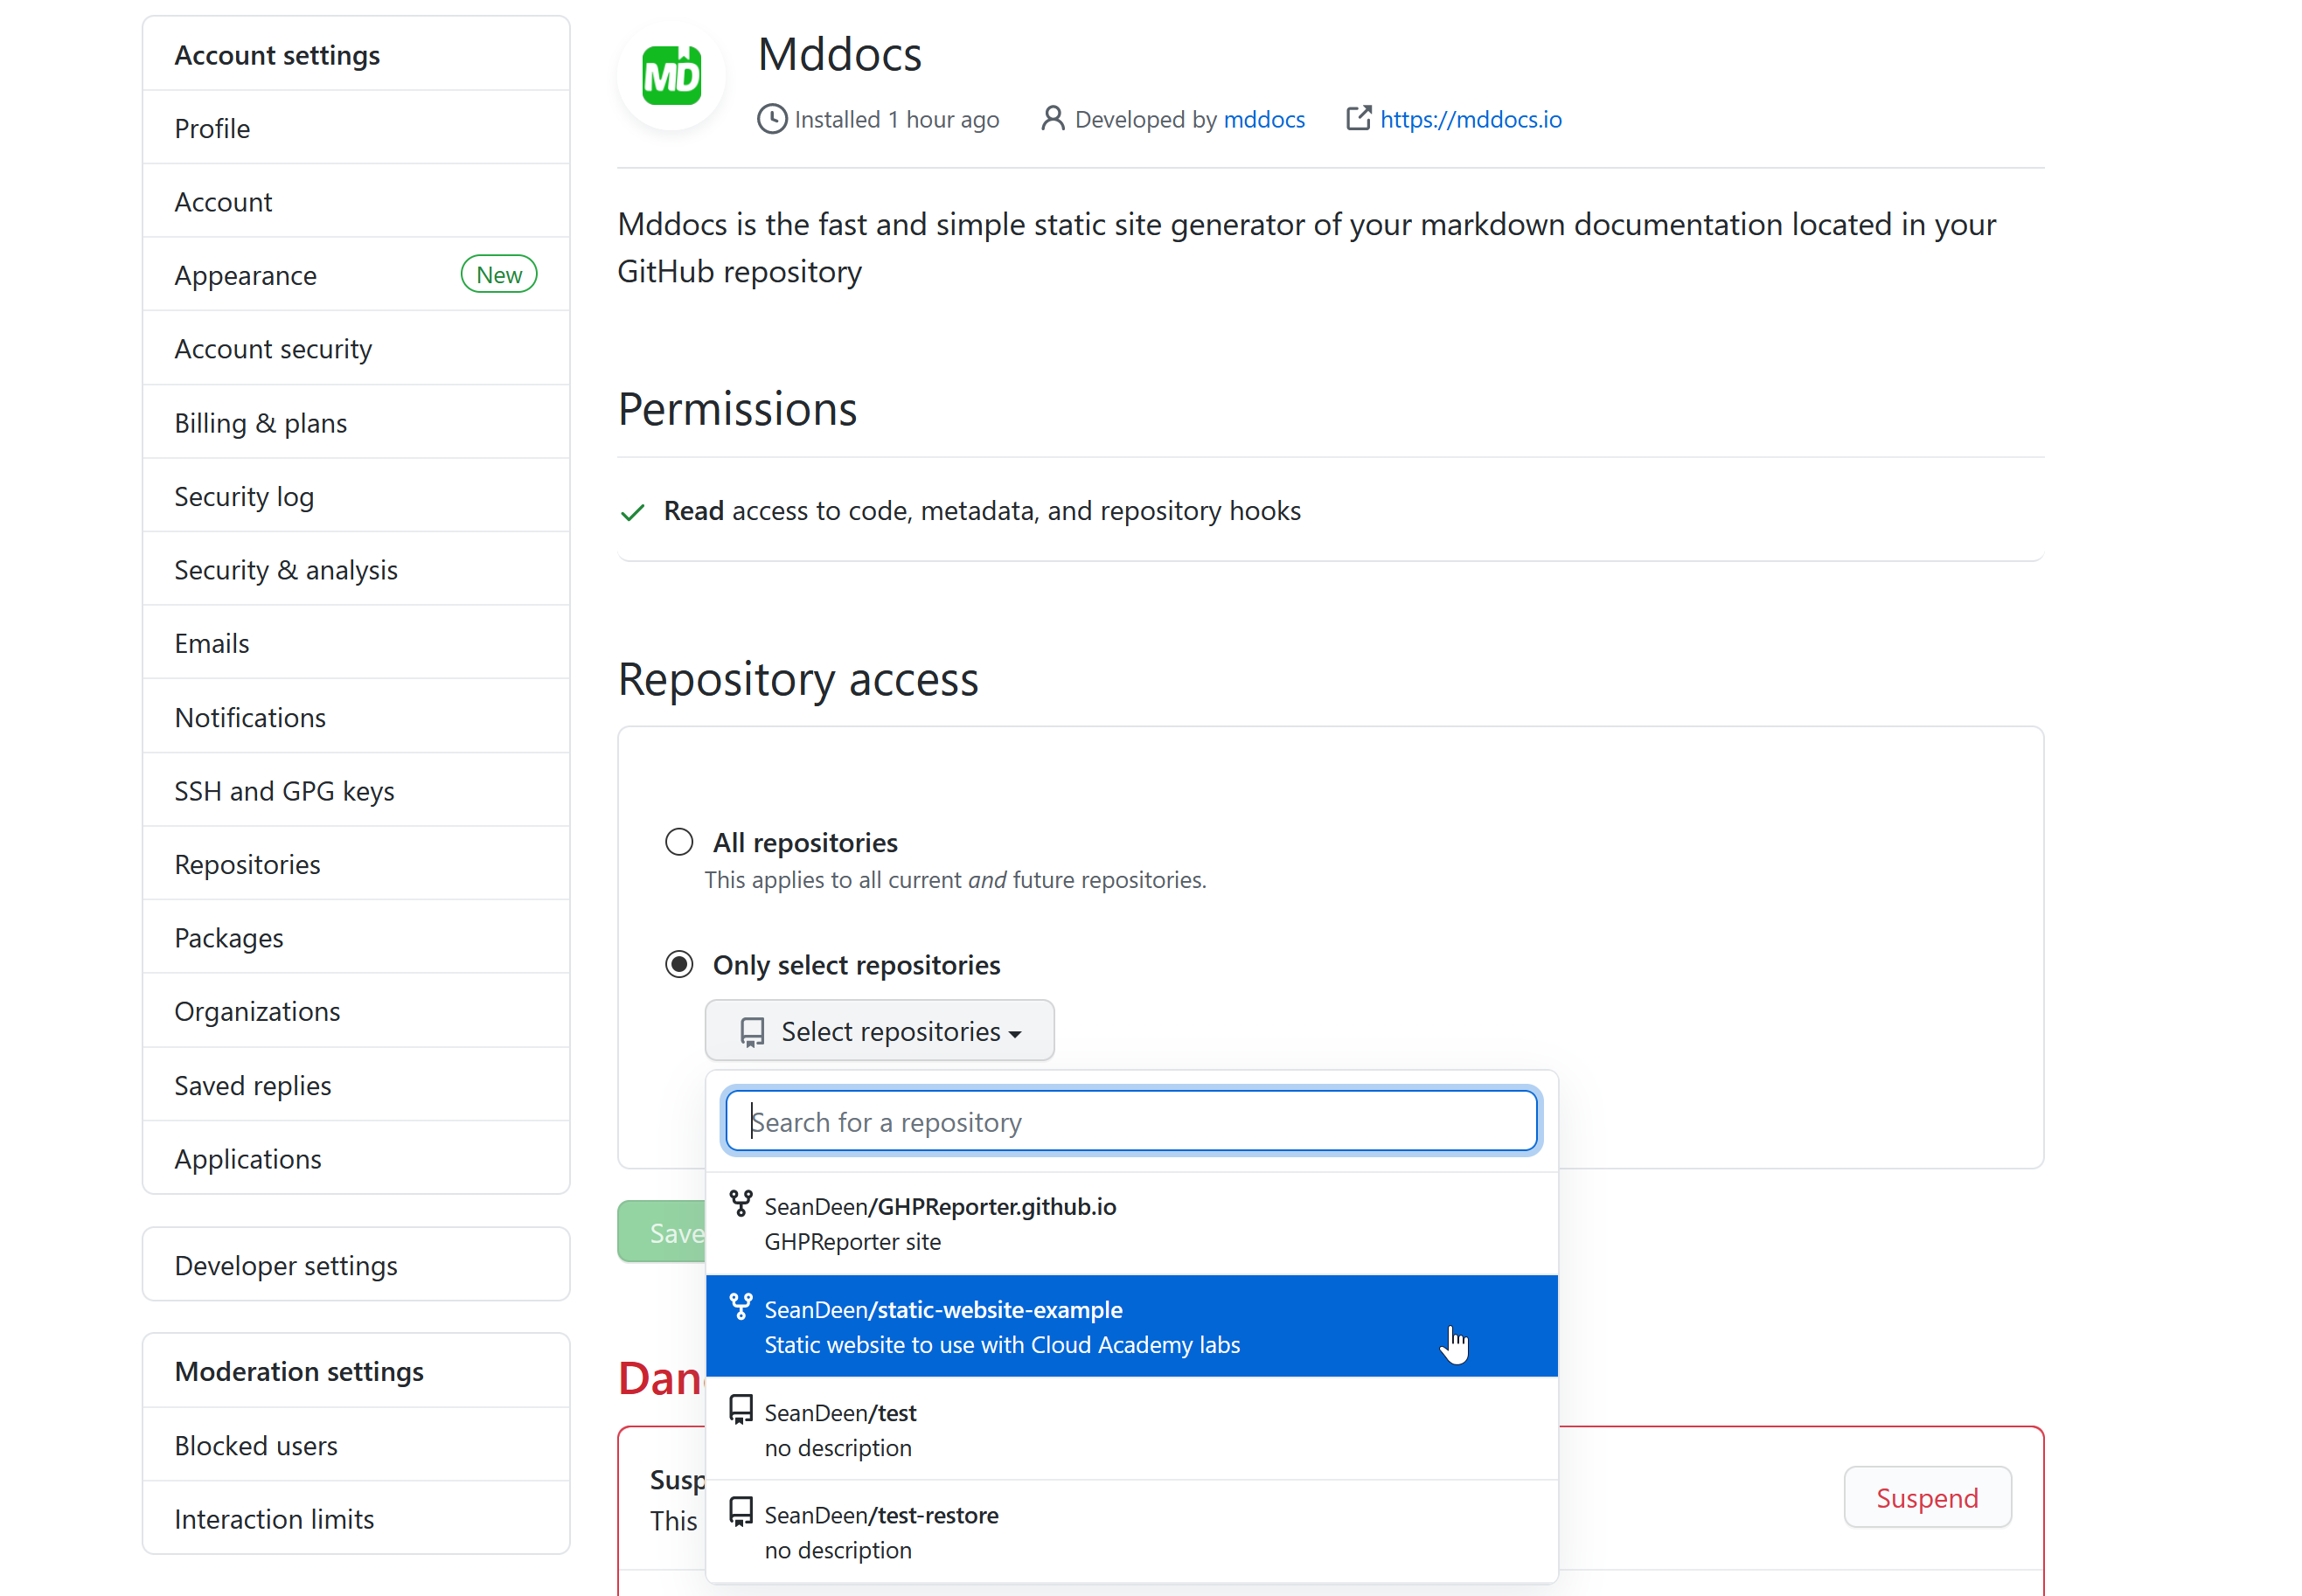 Account settings
Profile
Account
Appearance New
Account security
Billing & plans
Security log
Security & analysis
Emails
Notifications
SSH and GPG keys
Repositories
Packages
Organizations
Saved replies
Applications
Developer settings
Moderation settings
Blocked users
Interaction limits
MD
Mddocs
Installed 1 hour ago Developed by mddocs https://mddocs.io
Mddocs is the fast and simple static site generator of your markdown documentation located in your
GitHub repository
Permissions
Read access to code, metadata, and repository hooks
Repository access
All repositories
This applies to all current and future repositories.
Only select repositories
Select repositories
Search for a repository
SeanDeen/GHPReporter.github.io
GHPReporter site
SeanDeen/static-website-example
Static website to use with Cloud Academy labs
SeanDeen/test
no description
SeanDeen/test-restore
no description
Save
Dan
Susp
This
Suspend